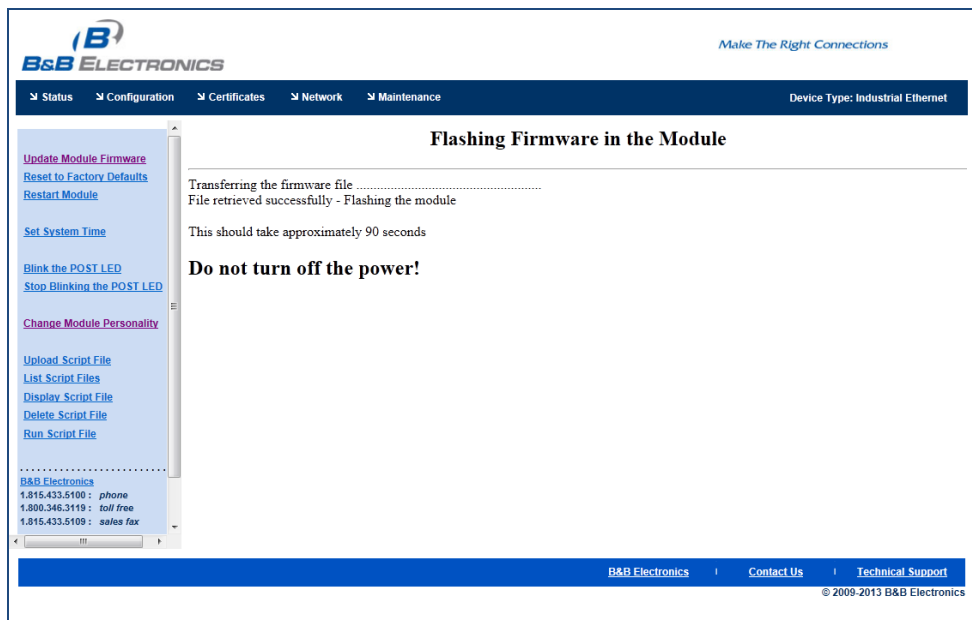 B
B&B ELECTRONICS
Make The Right Connections
Status Configuration Certificates Network Maintenance Device Type: Industrial Ethernet
Update Module Firmware
Reset to Factory Defaults
Restart Module
Set System Time
Blink the POST LED
Stop Blinking the POST LED
Change Module Personality
Upload Script File
List Script Files
Display Script File
Delete Script File
Run Script File
B&B Electronics
1.815.433.5100 : phone
1.800.346.3119 : toll free
1.815.433.5109 : sales fax
Flashing Firmware in the Module
Transferring the firmware file ......................................................
File retrieved successfully - Flashing the module
This should take approximately 90 seconds
Do not turn off the power!
B&B Electronics | Contact Us | Technical Support
© 2009-2013 B&B Electronics